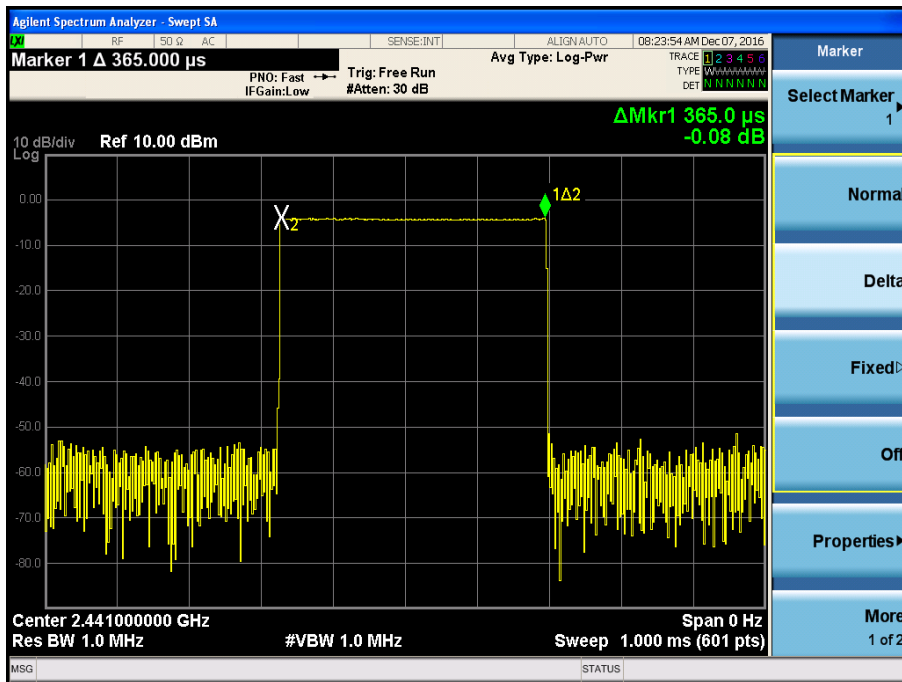 Agilent Spectrum Analyzer - Swept SA
LXI RF 50 Ω AC SENSE:INT ALIGN AUTO 08:23:54 AM Dec 07, 2016
Marker 1 Δ 365.000 µs
PNO: Fast
IFGain:Low
Trig: Free Run
#Atten: 30 dB
Avg Type: Log-Pwr
TRACE 1 2 3 4 5 6
TYPE
DET N N N N N N
ΔMkr1 365.0 µs
-0.08 dB
10 dB/div Ref 10.00 dBm
Log
0.00
-10.0
-20.0
-30.0
-40.0
-50.0
-60.0
-70.0
-80.0
2
1Δ2
Center 2.441000000 GHz Span 0 Hz
Res BW 1.0 MHz #VBW 1.0 MHz Sweep 1.000 ms (601 pts)
MSG STATUS
Marker
Select Marker
1
Normal
Delta
Fixed
Off
Properties
More
1 of 2